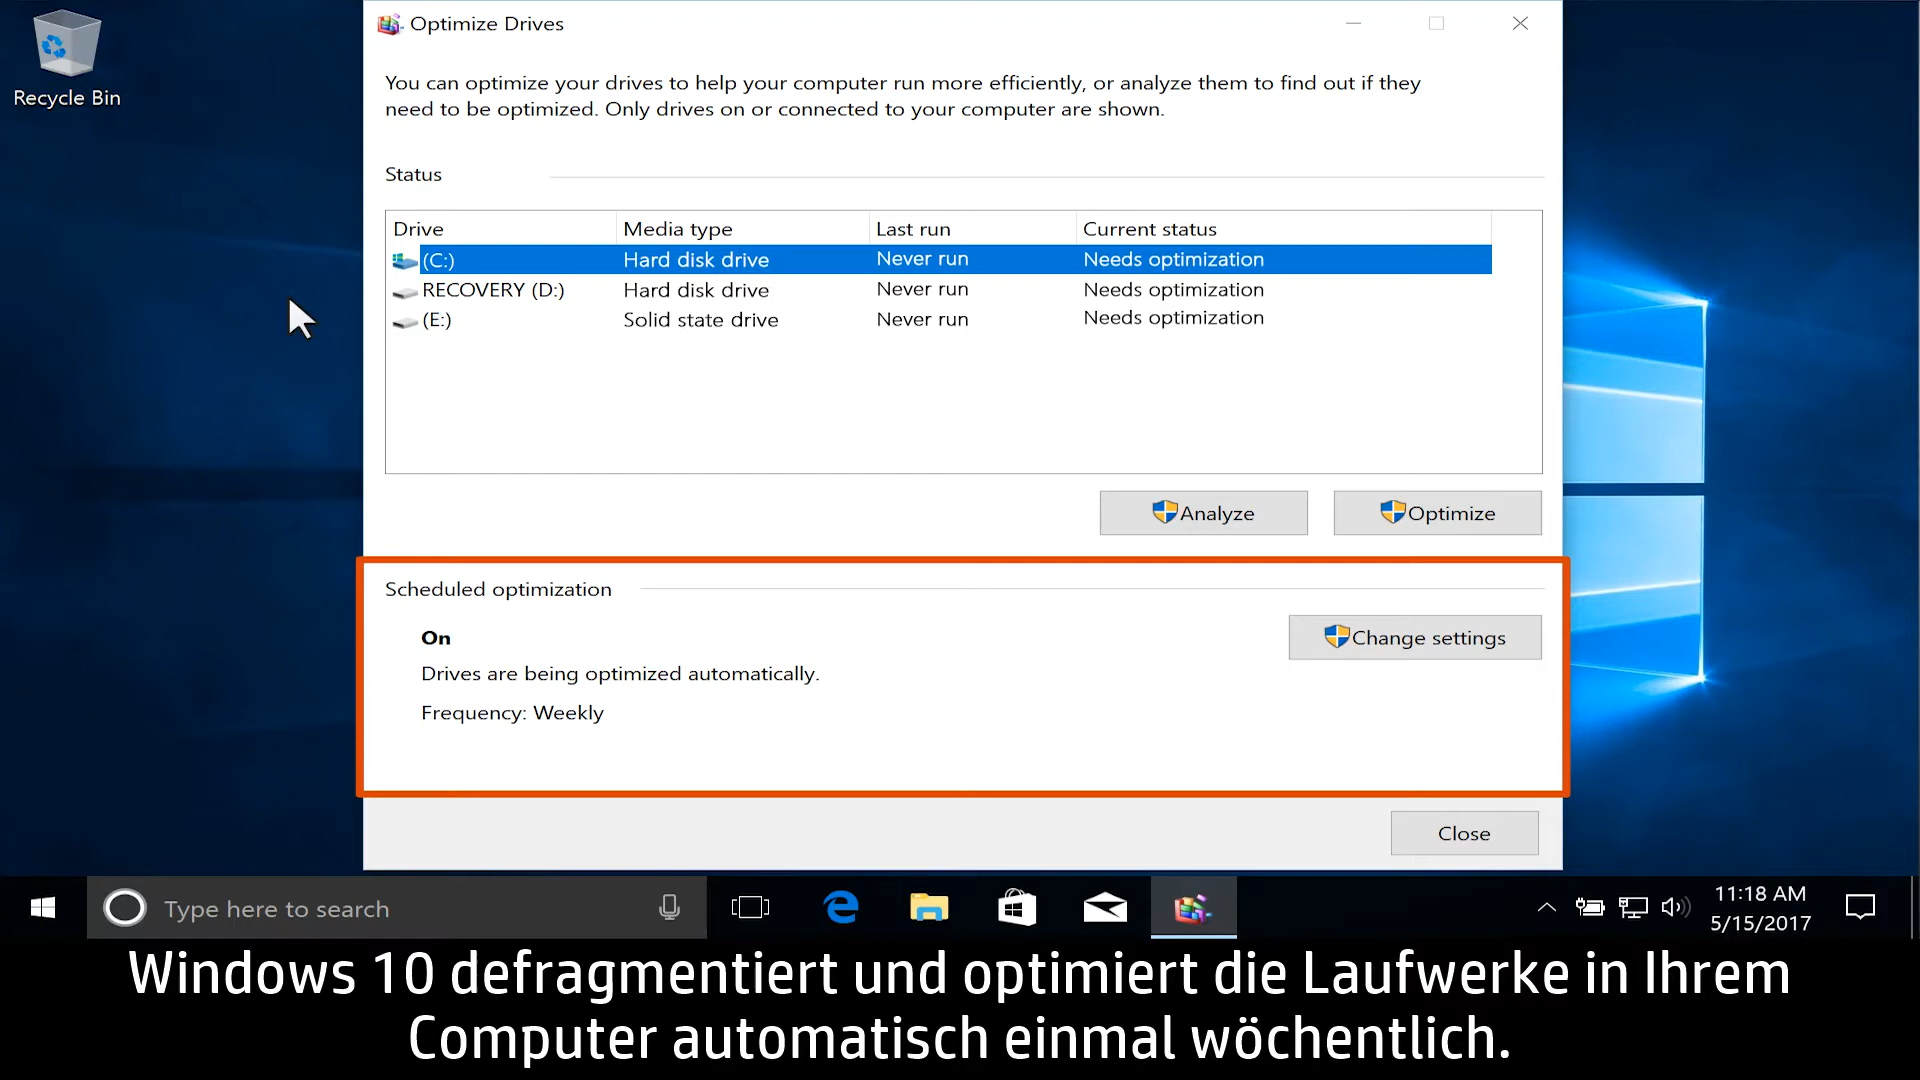 Recycle Bin
Optimize Drives
You can optimize your drives to help your computer run more efficiently, or analyze them to find out if they
need to be optimized. Only drives on or connected to your computer are shown.
Status
Drive Media type Last run Current status
(C:) Hard disk drive Never run Needs optimization
RECOVERY (D:) Hard disk drive Never run Needs optimization
(E:) Solid state drive Never run Needs optimization
Analyze Optimize
Scheduled optimization
On
Change settings
Drives are being optimized automatically.
Frequency: Weekly
Close
Type here to search
11:18 AM
5/15/2017
Windows 10 defragmentiert und optimiert die Laufwerke in Ihrem
Computer automatisch einmal wöchentlich.